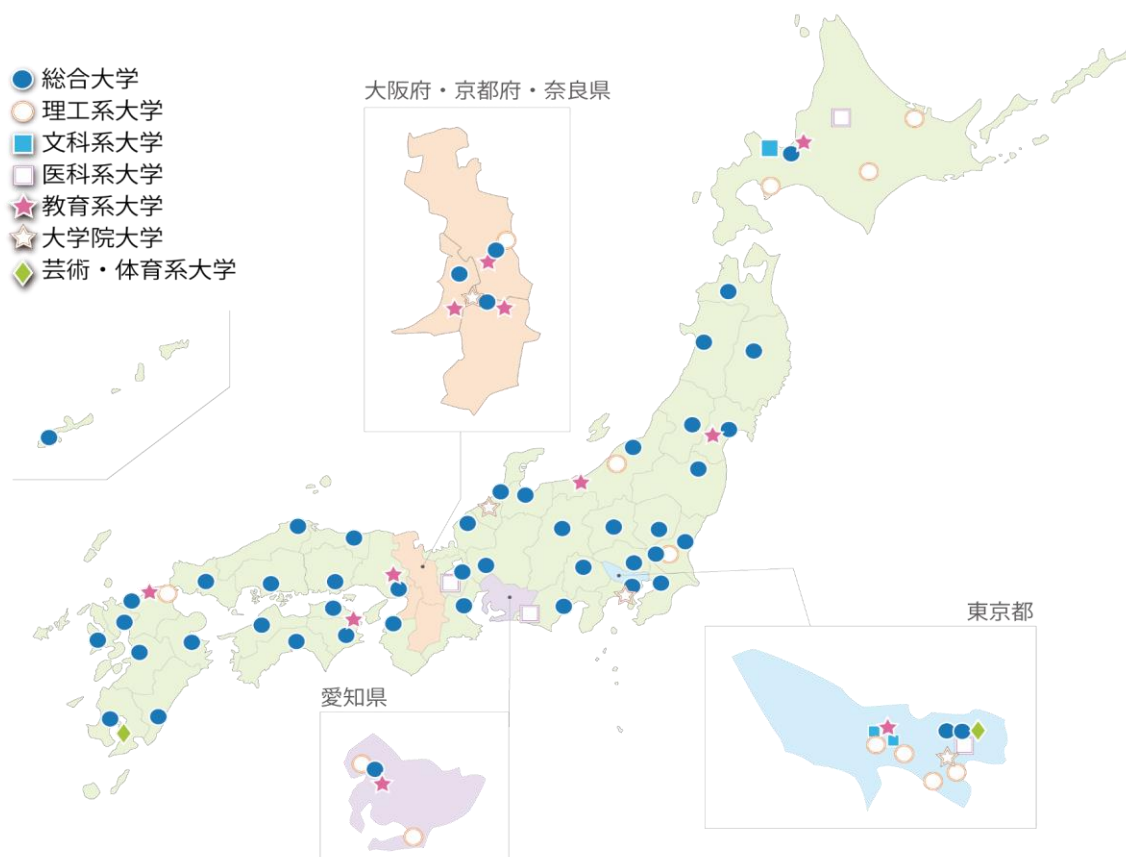 総合大学
理工系大学
文科系大学
医科系大学
教育系大学
大学院大学
芸術・体育系大学
大阪府・京都府・奈良県
愛知県
東京都